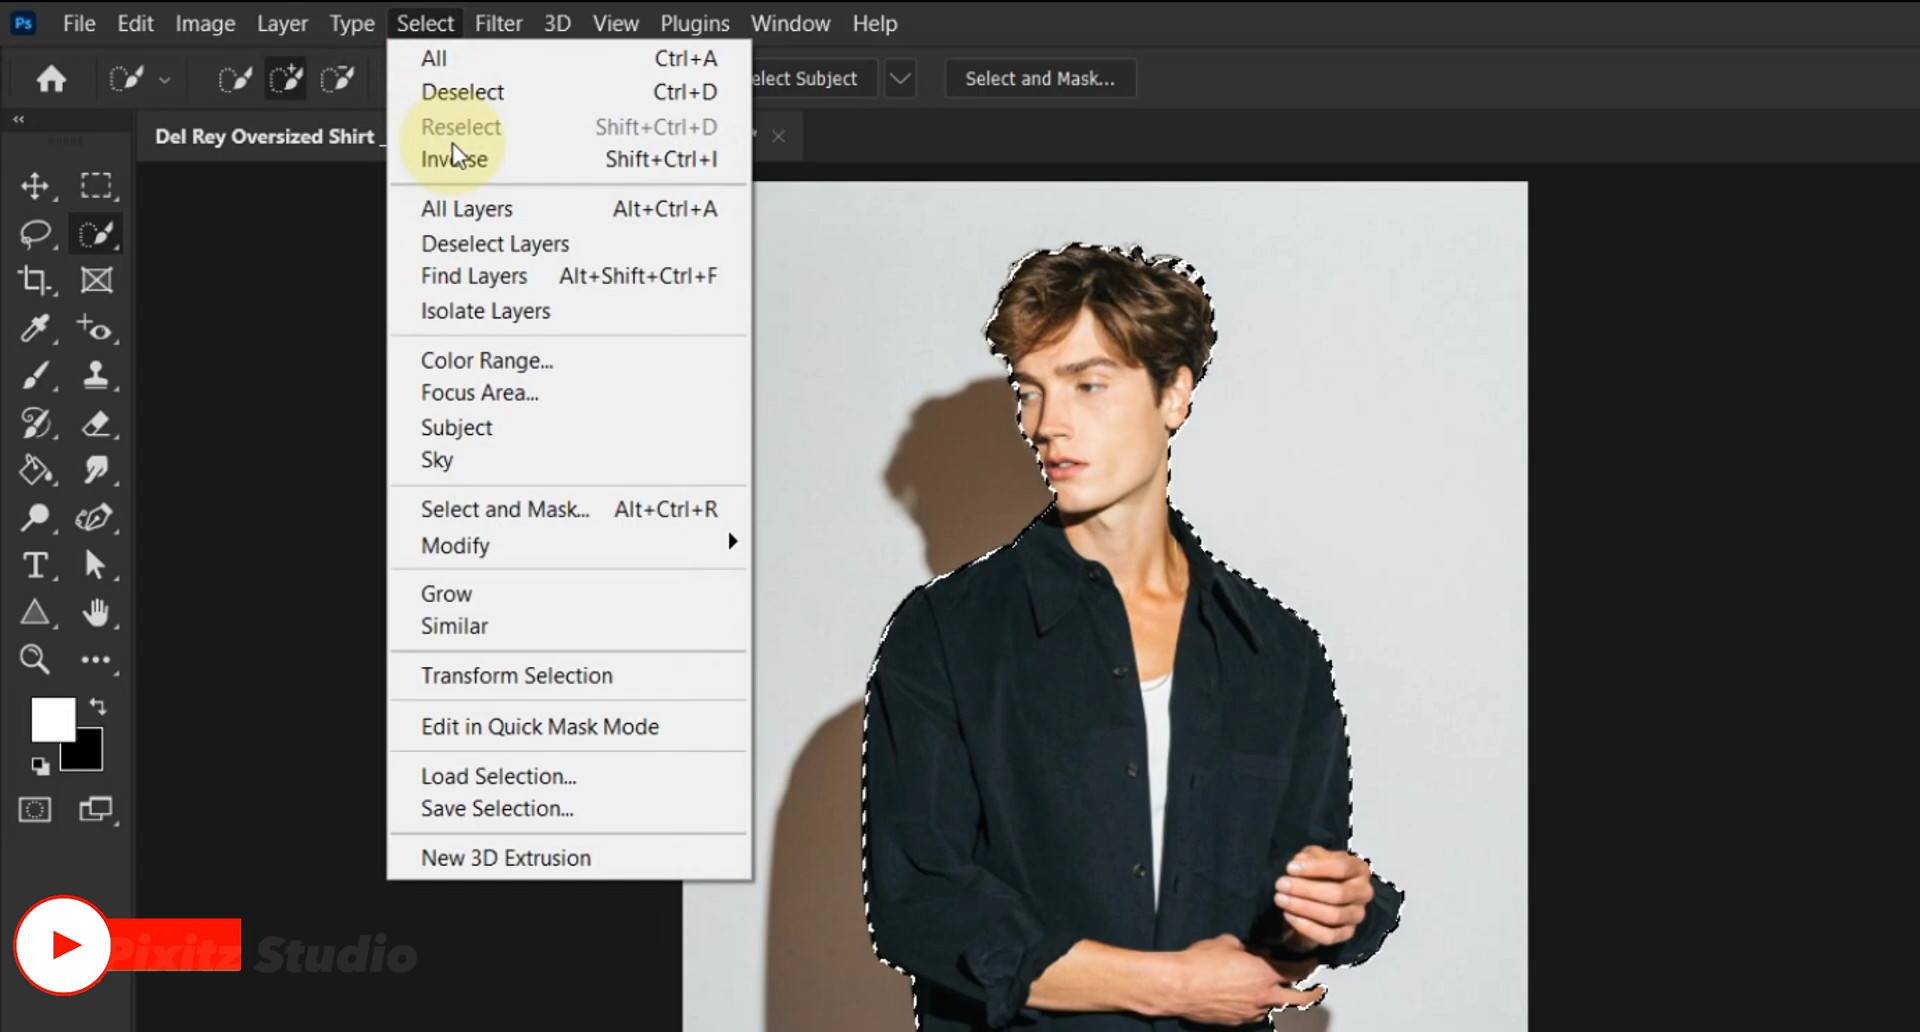 Ps File Edit Image Layer Type Select Filter 3D View Plugins Window Help
elect Subject Select and Mask...
Del Rey Oversized Shirt _
All Ctrl+A
Deselect Ctrl+D
Reselect Shift+Ctrl+D
Inverse Shift+Ctrl+I
All Layers Alt+Ctrl+A
Deselect Layers
Find Layers Alt+Shift+Ctrl+F
Isolate Layers
Color Range...
Focus Area...
Subject
Sky
Select and Mask... Alt+Ctrl+R
Modify
Grow
Similar
Transform Selection
Edit in Quick Mask Mode
Load Selection...
Save Selection...
New 3D Extrusion
Pixitz Studio